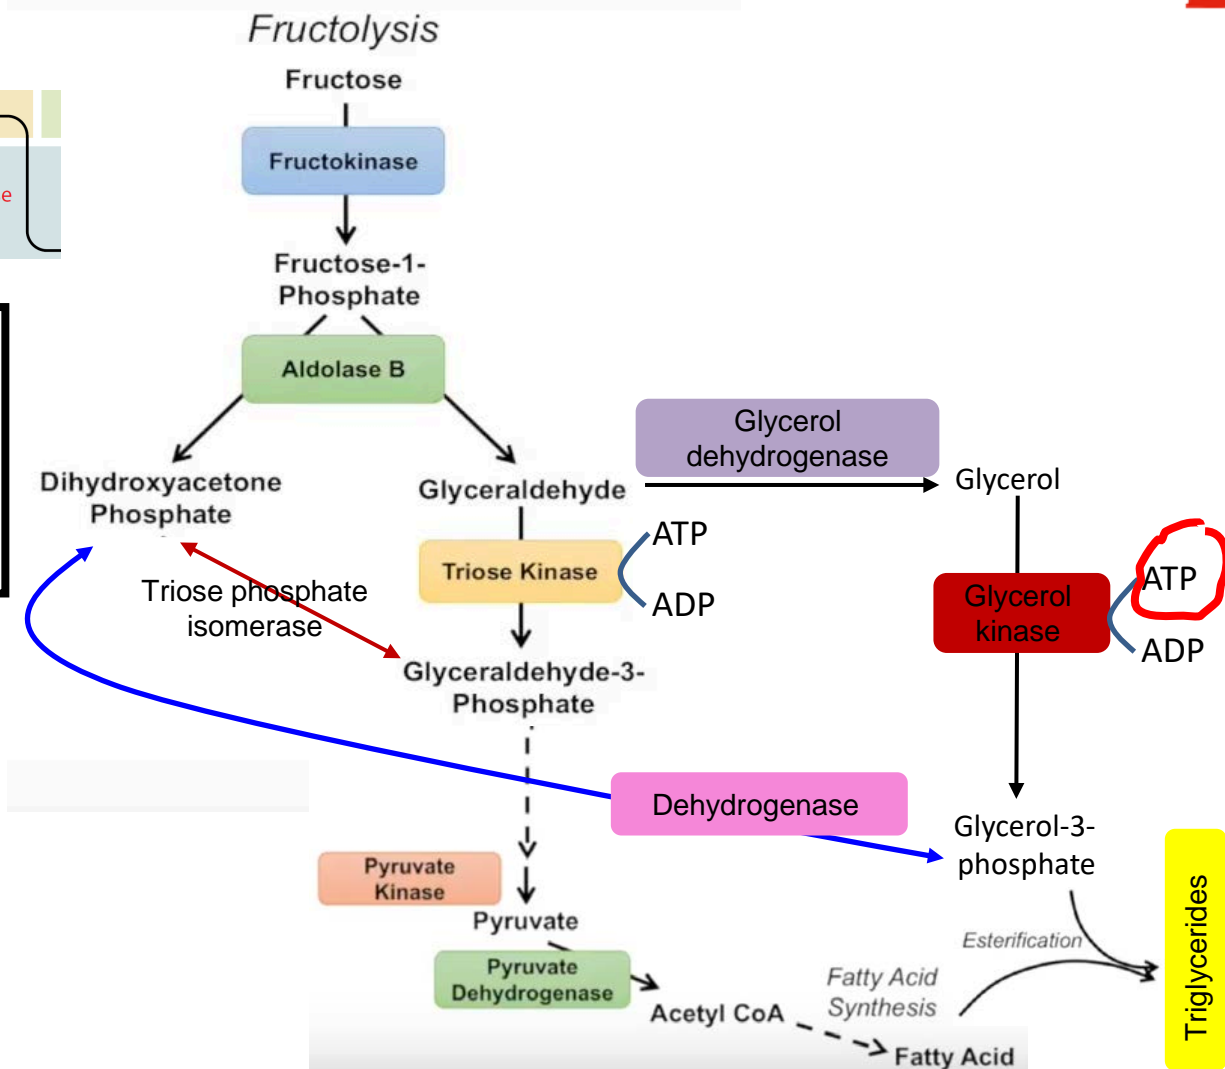 Fructolysis
Fructose
Fructokinase
e
Fructose-1-
Phosphate
Aldolase B
Glycerol
dehydrogenase
Dihydroxyacetone
Phosphate
Glyceraldehyde
Glycerol
ATP
Triose Kinase
ADP
ATP
Glycerol
kinase
ADP
Triose phosphate
isomerase
Glyceraldehyde-3-
Phosphate
Dehydrogenase
Glycerol-3-
phosphate
Pyruvate
Kinase
Pyruvate
Esterification
Triglycerides
Pyruvate
Dehydrogenase
Fatty Acid
Synthesis
Acetyl CoA
Fatty Acid